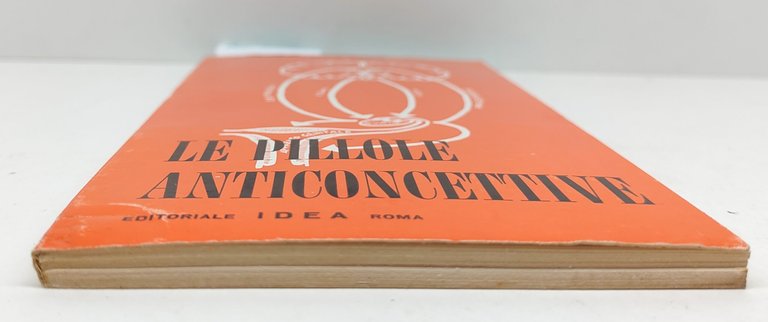 LE PILLOLE
ANTICONCETTIVE
EDITORIALE IDEA ROMA